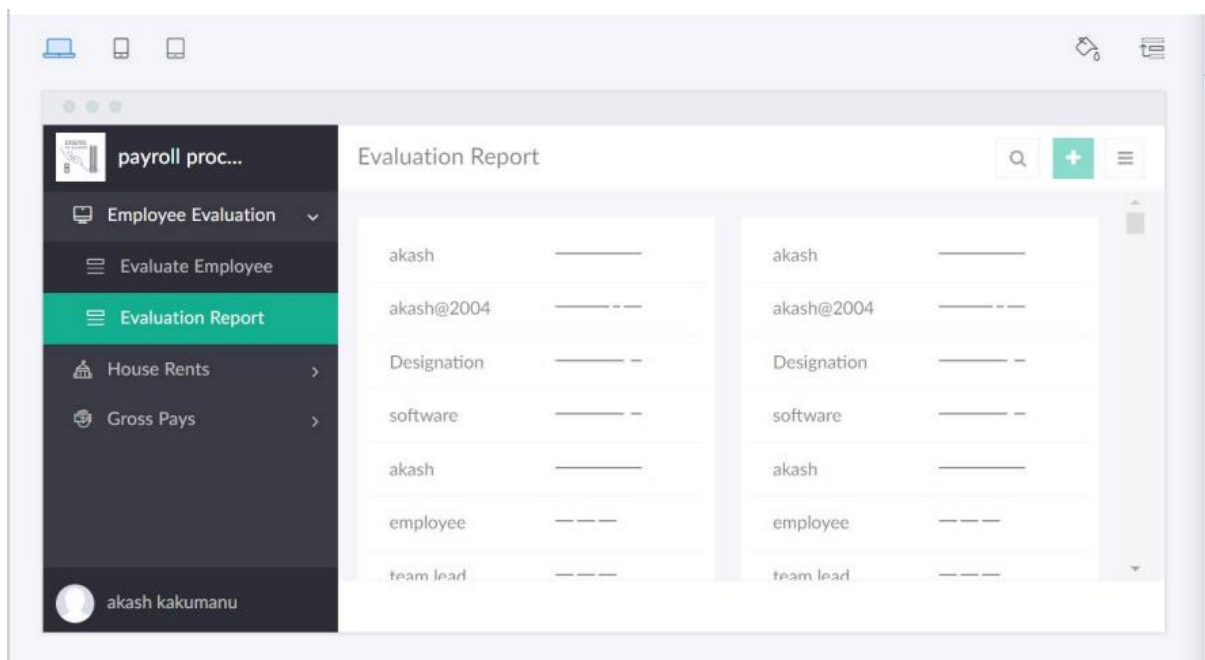 payroll proc...
Evaluation Report
Employee Evaluation
Evaluate Employee
Evaluation Report
House Rents
Gross Pays
akash kakumanu
akash
akash@2004
Designation
software
akash
employee
team lead
akash
akash@2004
Designation
software
akash
employee
team lead